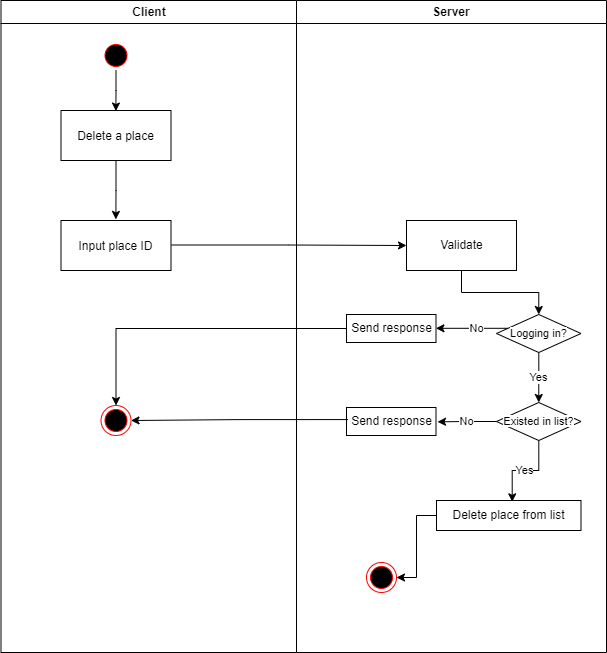 Client
Server
Delete a place
Input place ID
Validate
Send response
No
Logging in?
Yes
Send response
No
Existed in list?
Yes
Delete place from list